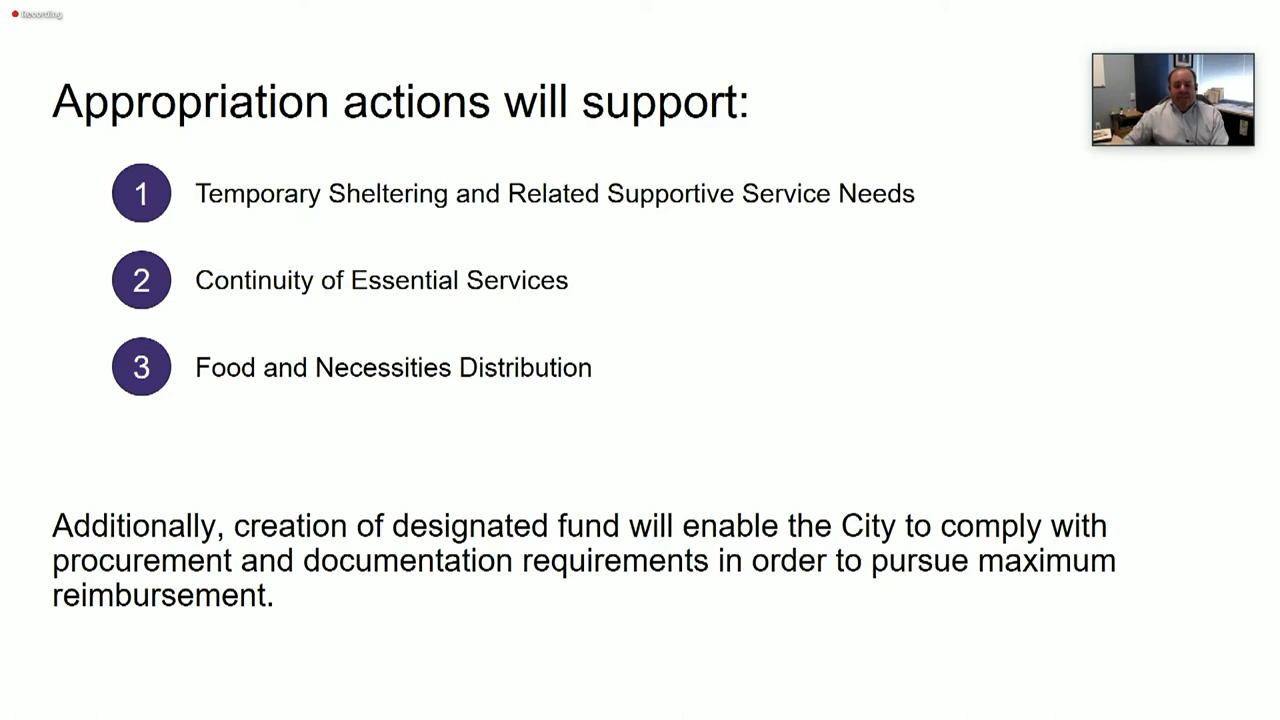 Recording
Appropriation actions will support:
1 Temporary Sheltering and Related Supportive Service Needs
2 Continuity of Essential Services
3 Food and Necessities Distribution
Additionally, creation of designated fund will enable the City to comply with
procurement and documentation requirements in order to pursue maximum
reimbursement.